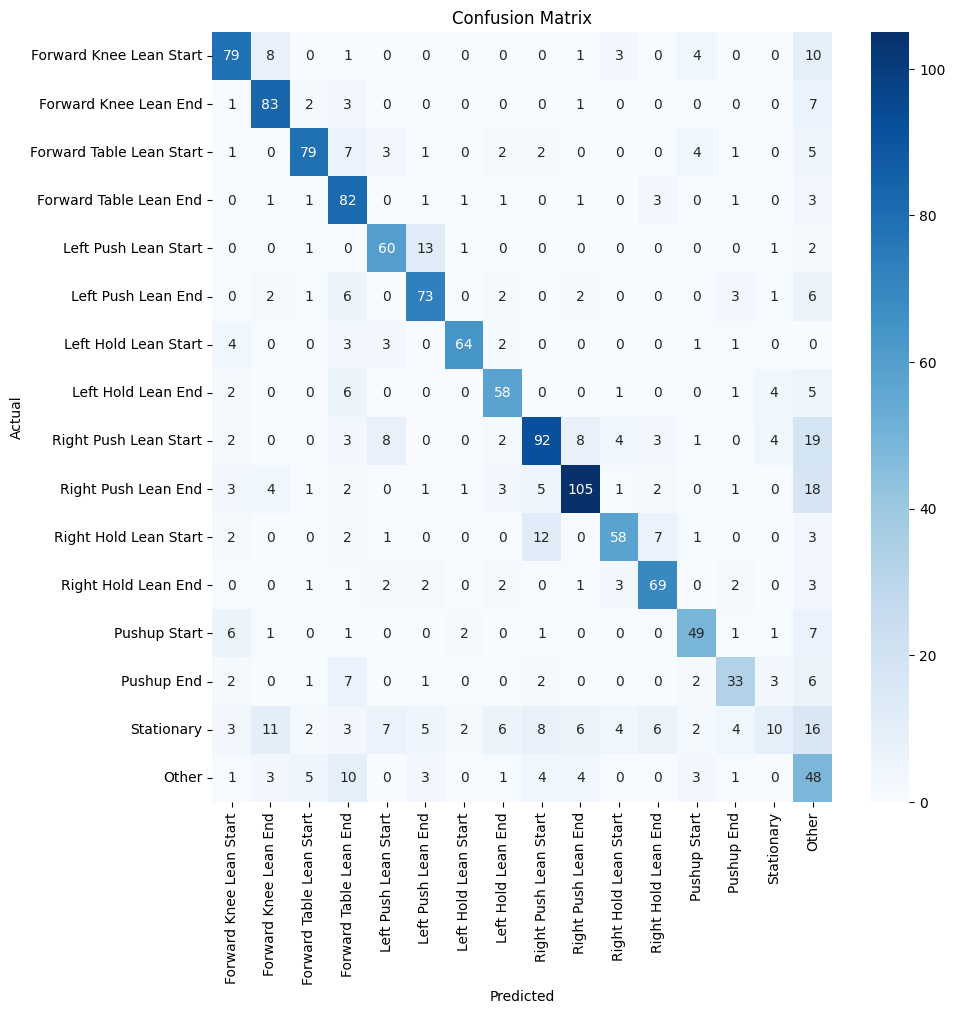 Confusion Matrix
Forward Knee Lean Start 79 8 0 1 0 0 0 0 0 1 3 0 4 0 0 10
Forward Knee Lean End 1 83 2 3 0 0 0 0 0 1 0 0 0 0 0 7
Forward Table Lean Start 1 0 79 7 3 1 0 2 2 0 0 0 4 1 0 5
Forward Table Lean End 0 1 1 82 0 1 1 1 0 1 0 3 0 1 0 3
Left Push Lean Start 0 0 1 0 60 13 1 0 0 0 0 0 0 0 1 2
Left Push Lean End 0 2 1 6 0 73 0 2 0 2 0 0 0 3 1 6
Left Hold Lean Start 4 0 0 3 3 0 64 2 0 0 0 0 1 1 0 0
Left Hold Lean End 2 0 0 6 0 0 0 58 0 0 1 0 0 1 4 5
Right Push Lean Start 2 0 0 3 8 0 0 2 92 8 4 3 1 0 4 19
Right Push Lean End 3 4 1 2 0 1 1 3 5 105 1 2 0 1 0 18
Right Hold Lean Start 2 0 0 2 1 0 0 0 12 0 58 7 1 0 0 3
Right Hold Lean End 0 0 1 1 2 2 0 2 0 1 3 69 0 2 0 3
Pushup Start 6 1 0 1 0 0 2 0 1 0 0 0 49 1 1 7
Pushup End 2 0 1 7 0 1 0 0 2 0 0 0 2 33 3 6
Stationary 3 11 2 3 7 5 2 6 8 6 4 6 2 4 10 16
Other 1 3 5 10 0 3 0 1 4 4 0 0 3 1 0 48
Actual
Forward Knee Lean Start
Forward Knee Lean End
Forward Table Lean Start
Forward Table Lean End
Left Push Lean Start
Left Push Lean End
Left Hold Lean Start
Left Hold Lean End
Right Push Lean Start
Right Push Lean End
Right Hold Lean Start
Right Hold Lean End
Pushup Start
Pushup End
Stationary
Other
Predicted
100
80
60
40
20
0